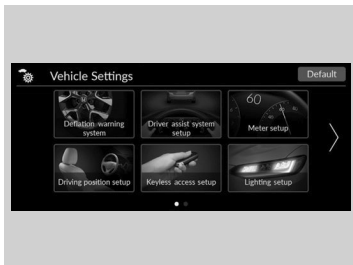 Vehicle Settings
Default
Deflation warning
system
Driver assist system
setup
60
Meter setup
Driving position setup
Keyless access setup
Lighting setup